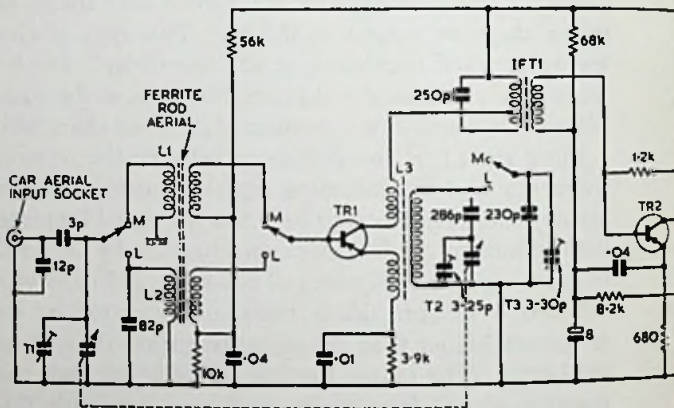 56k
68k
IFT1
250p
FERRITE
ROD
AERIAL
L1
L3
Mc
CAR AERIAL
INPUT SOCKET
3p
M
M
TR1
L
1·2k
286p
230p
TR2
12p
L
L
·04
L2
T2 3-25p
T3 3-30p
8·2k
T1
82p
10k
·04
·01
3·9k
8
680